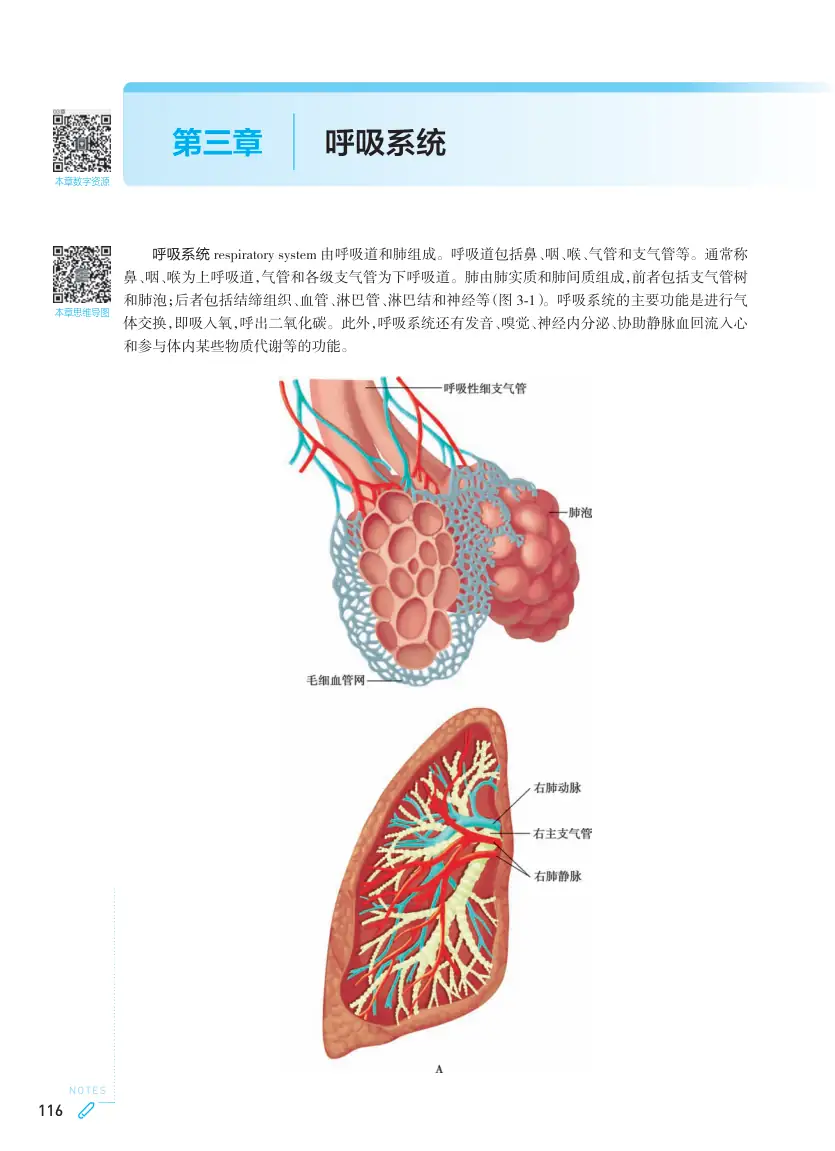 第三章
呼吸系统
本章数字资源
本章思维导图
呼吸系统 respiratory system 由呼吸道和肺组成。呼吸道包括鼻、咽、喉、气管和支气管等。通常称
鼻、咽、喉为上呼吸道,气管和各级支气管为下呼吸道。肺由肺实质和肺间质组成,前者包括支气管树
和肺泡;后者包括结缔组织、血管、淋巴管、淋巴结和神经等(图 3-1)。呼吸系统的主要功能是进行气
体交换,即吸入氧,呼出二氧化碳。此外,呼吸系统还有发音、嗅觉、神经内分泌、协助静脉血回流入心
和参与体内某些物质代谢等的功能。
呼吸性细支气管
肺泡
毛细血管网
右肺动脉
右主支气管
右肺静脉
A
NOTES
116